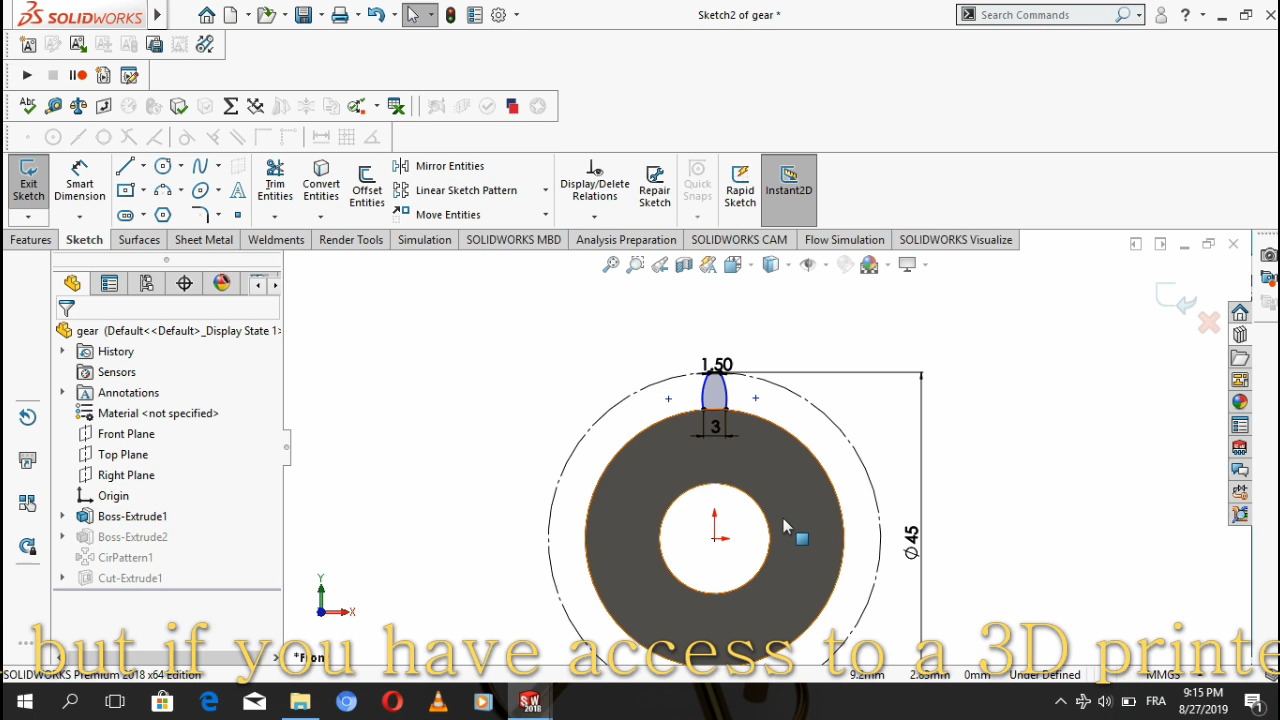 SOLIDWORKS
Sketch2 of gear *
Search Commands
Exit Sketch
Smart Dimension
Trim Entities
Convert Entities
Offset Entities
Mirror Entities
Linear Sketch Pattern
Move Entities
Display/Delete Relations
Repair Sketch
Quick Snaps
Rapid Sketch
Instant2D
Features Sketch Surfaces Sheet Metal Weldments Render Tools Simulation SOLIDWORKS MBD Analysis Preparation SOLIDWORKS CAM Flow Simulation SOLIDWORKS Visualize
gear (Default<<Default>_Display State 1>
History
Sensors
Annotations
Material <not specified>
Front Plane
Top Plane
Right Plane
Origin
Boss-Extrude1
Boss-Extrude2
CirPattern1
Cut-Extrude1
1.50
3
Ø45
Y
X
but if you have access to a 3D printe
*Fron
SOLIDWORKS Premium 2018 x64 Edition
0mm Under Defined MMGS
FRA
9:15 PM
8/27/2019